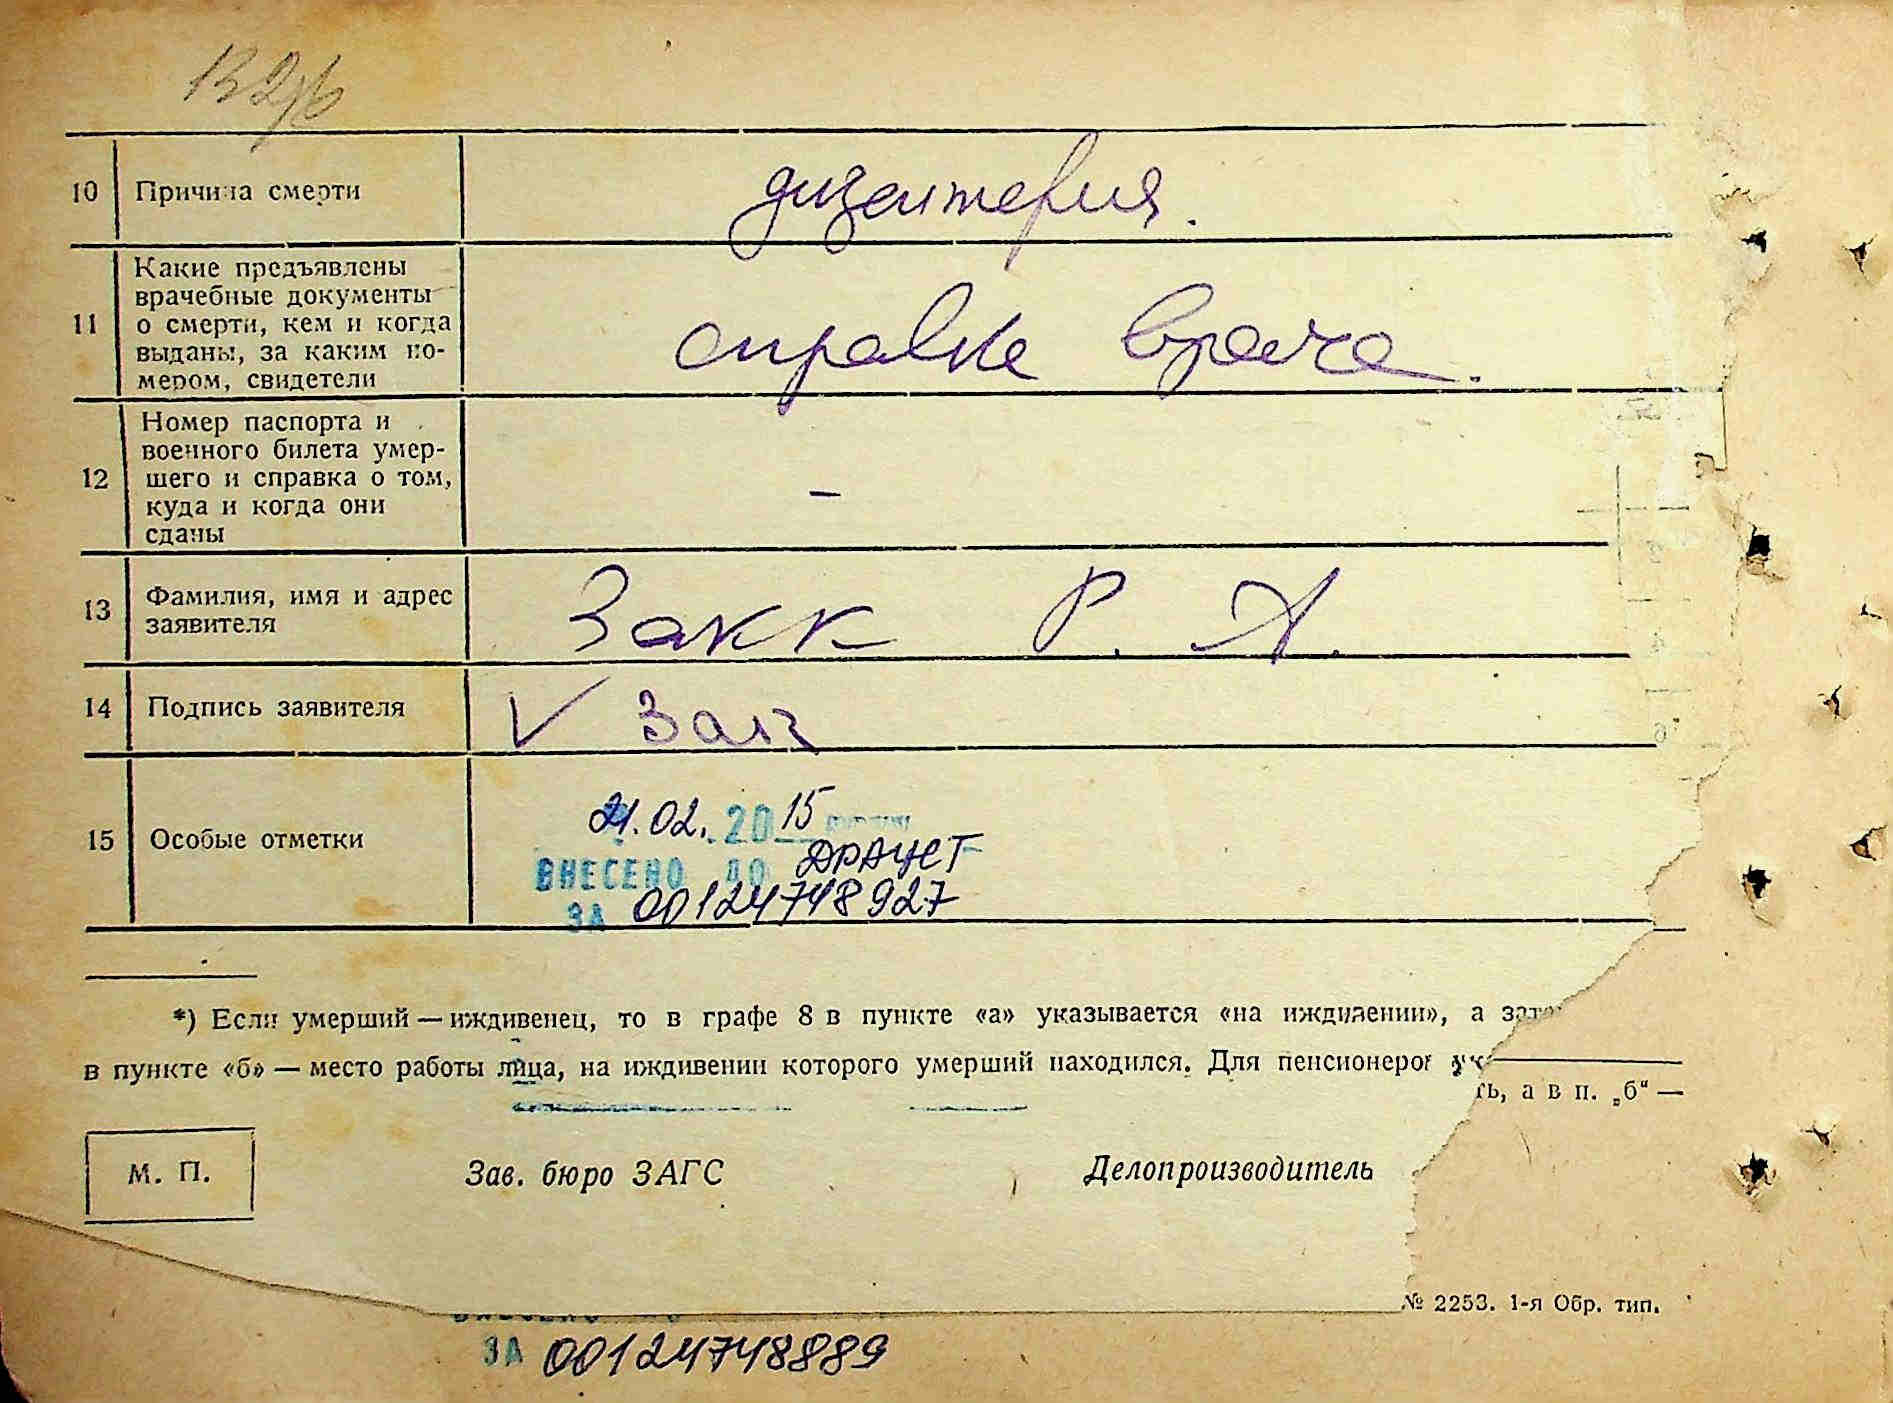 132/б
10 Причина смерти дизентерия.
11 Какие предъявлены
врачебные документы
о смерти, кем и когда
выданы, за каким но-
мером, свидетели
справка врача.
12 Номер паспорта и
военного билета умер-
шего и справка о том,
куда и когда они
сданы
–
13 Фамилия, имя и адрес
заявителя
Закк Р. А.
14 Подпись заявителя V Зак
15 Особые отметки
21.02.2015
ВНЕСЕНО ДО ДРАЦСГ
ЗА 00124748927
*) Если умерший — иждивенец, то в графе 8 в пункте «а» указывается «на иждивении», а
в пункте «б» — место работы лица, на иждивении которого умерший находился. Для пенсионеров
ть, а в п. „б“ —
М. П. Зав. бюро ЗАГС Делопроизводитель
№ 2253. 1-я Обр. тип.
ЗА 00124748889